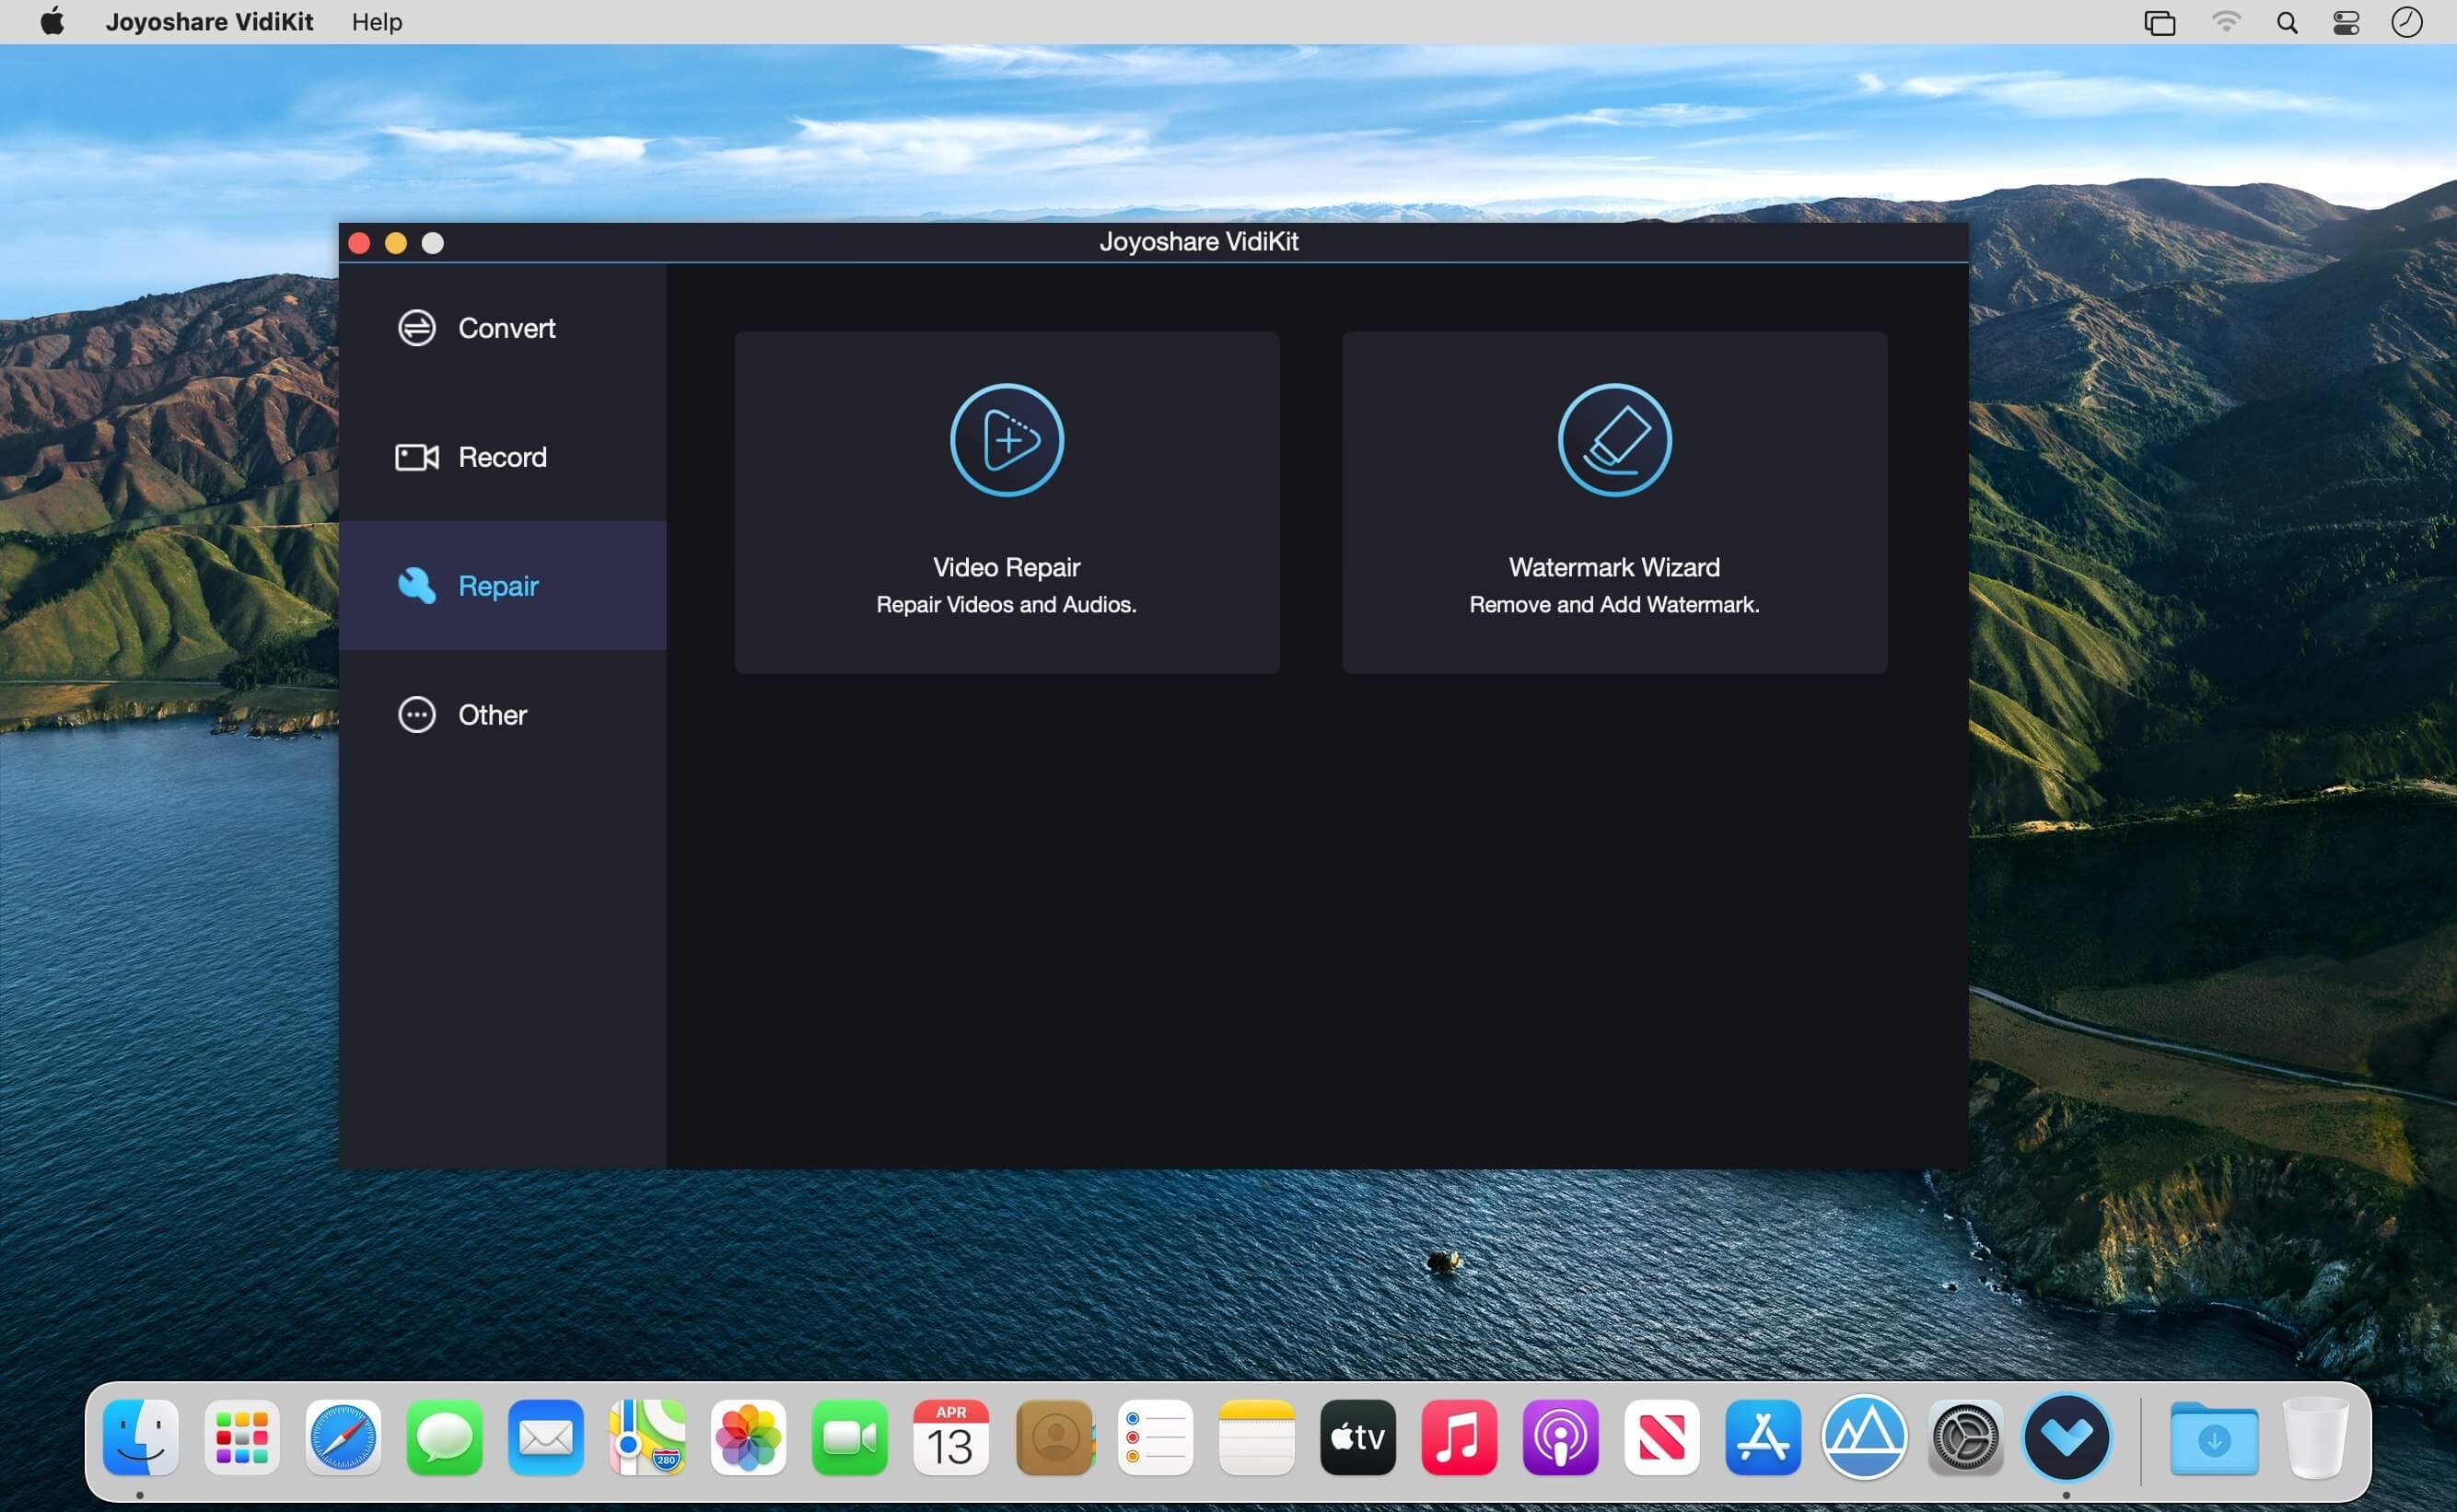 Joyoshare VidiKit Help
Joyoshare VidiKit
Convert
Record
Repair
Other
Video Repair
Repair Videos and Audios.
Watermark Wizard
Remove and Add Watermark.
280
APR
13
tv